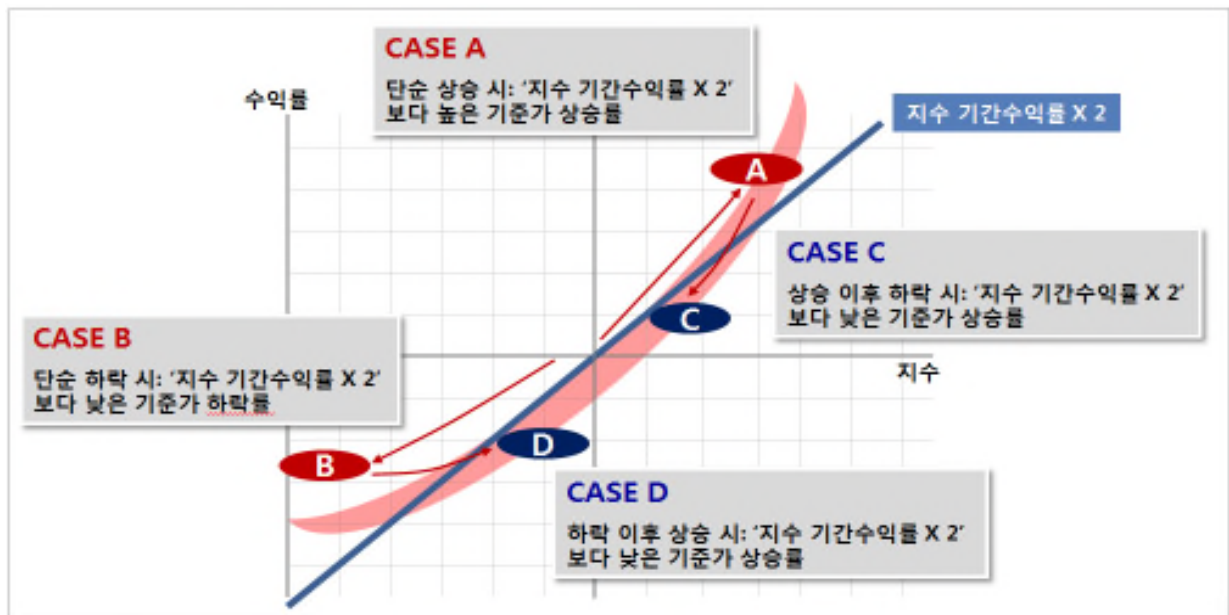 CASE A
단순 상승 시: '지수 기간수익률 X 2'
보다 높은 기준가 상승률
수익률
지수 기간수익률 X 2
A
CASE C
상승 이후 하락 시: '지수 기간수익률 X 2'
보다 낮은 기준가 상승률
C
CASE B
단순 하락 시: '지수 기간수익률 X 2'
보다 낮은 기준가 하락률
지수
D
B
CASE D
하락 이후 상승 시: '지수 기간수익률 X 2'
보다 낮은 기준가 상승률